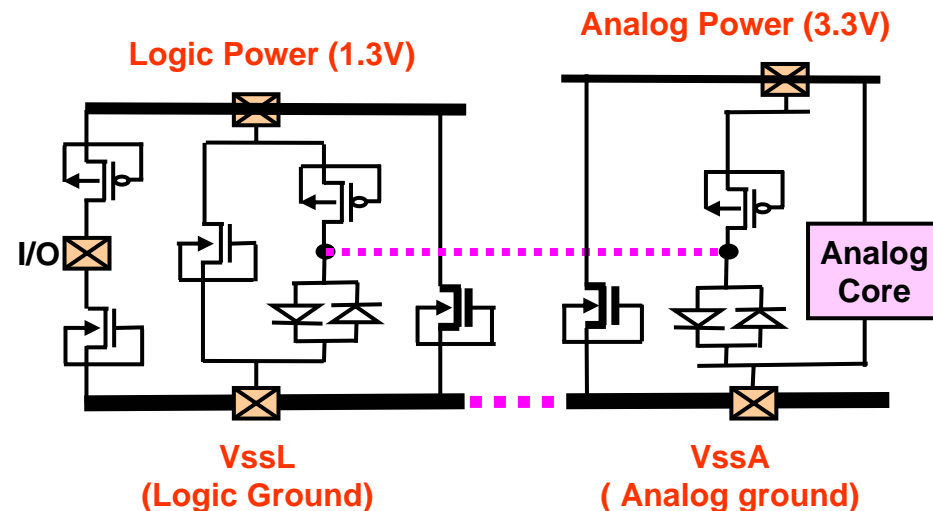 Logic Power (1.3V)
Analog Power (3.3V)
I/O
Analog
Core
VssL
(Logic Ground)
VssA
( Analog ground)